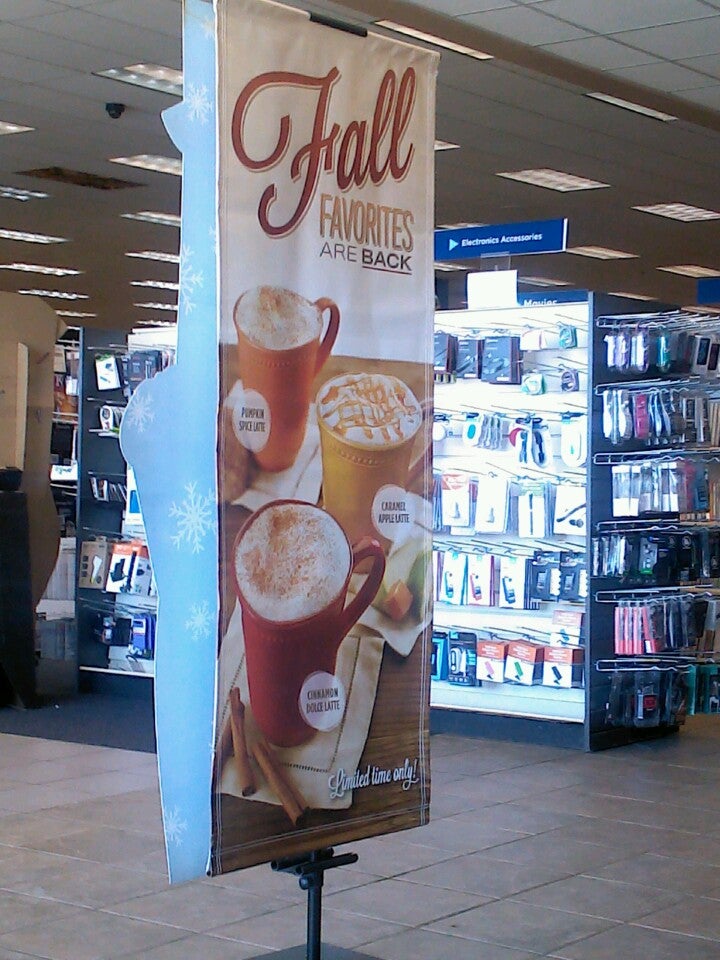 Fall
FAVORITES
ARE BACK
PUMPKIN
SPICE LATTE
CARAMEL
APPLE LATTE
CINNAMON
DOLCE LATTE
Limited time only!
Electronics Accessories
Movies